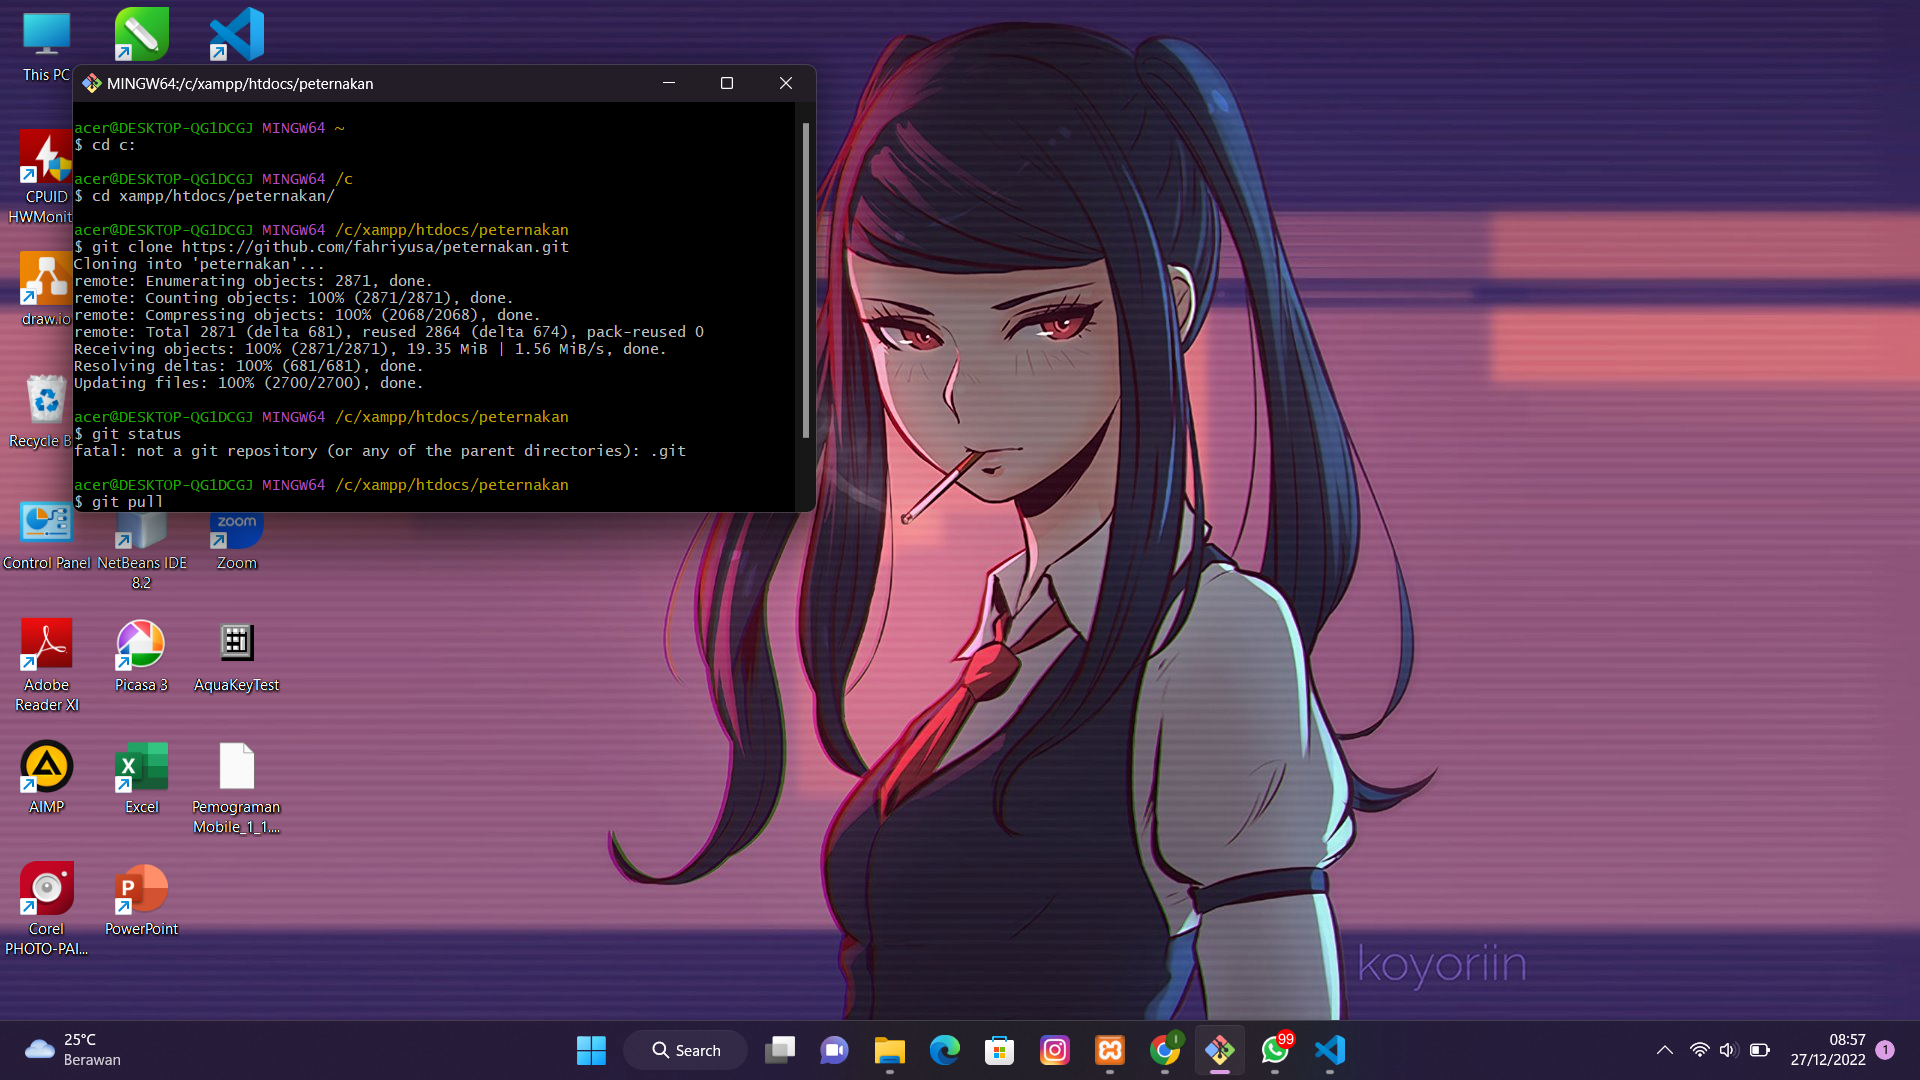 This PC
MINGW64:/c/xampp/htdocs/peternakan
acer@DESKTOP-QG1DCGJ MINGW64 ~
$ cd c:
acer@DESKTOP-QG1DCGJ MINGW64 /c
$ cd xampp/htdocs/peternakan/
acer@DESKTOP-QG1DCGJ MINGW64 /c/xampp/htdocs/peternakan
$ git clone https://github.com/fahriyusa/peternakan.git
Cloning into 'peternakan'...
remote: Enumerating objects: 2871, done.
remote: Counting objects: 100% (2871/2871), done.
remote: Compressing objects: 100% (2068/2068), done.
remote: Total 2871 (delta 681), reused 2864 (delta 674), pack-reused 0
Receiving objects: 100% (2871/2871), 19.35 MiB | 1.56 MiB/s, done.
Resolving deltas: 100% (681/681), done.
Updating files: 100% (2700/2700), done.
acer@DESKTOP-QG1DCGJ MINGW64 /c/xampp/htdocs/peternakan
$ git status
fatal: not a git repository (or any of the parent directories): .git
acer@DESKTOP-QG1DCGJ MINGW64 /c/xampp/htdocs/peternakan
$ git pull
CPUID
HWMonit
draw.io
Recycle B
Control Panel
NetBeans IDE
8.2
zoom
Zoom
Adobe
Reader XI
Picasa 3
AquaKeyTest
AIMP
X
Excel
Pemograman
Mobile_1_1....
Corel
PHOTO-PAI...
P
PowerPoint
koyoriin
25°C
Berawan
Search
I
99
08:57
27/12/2022
1